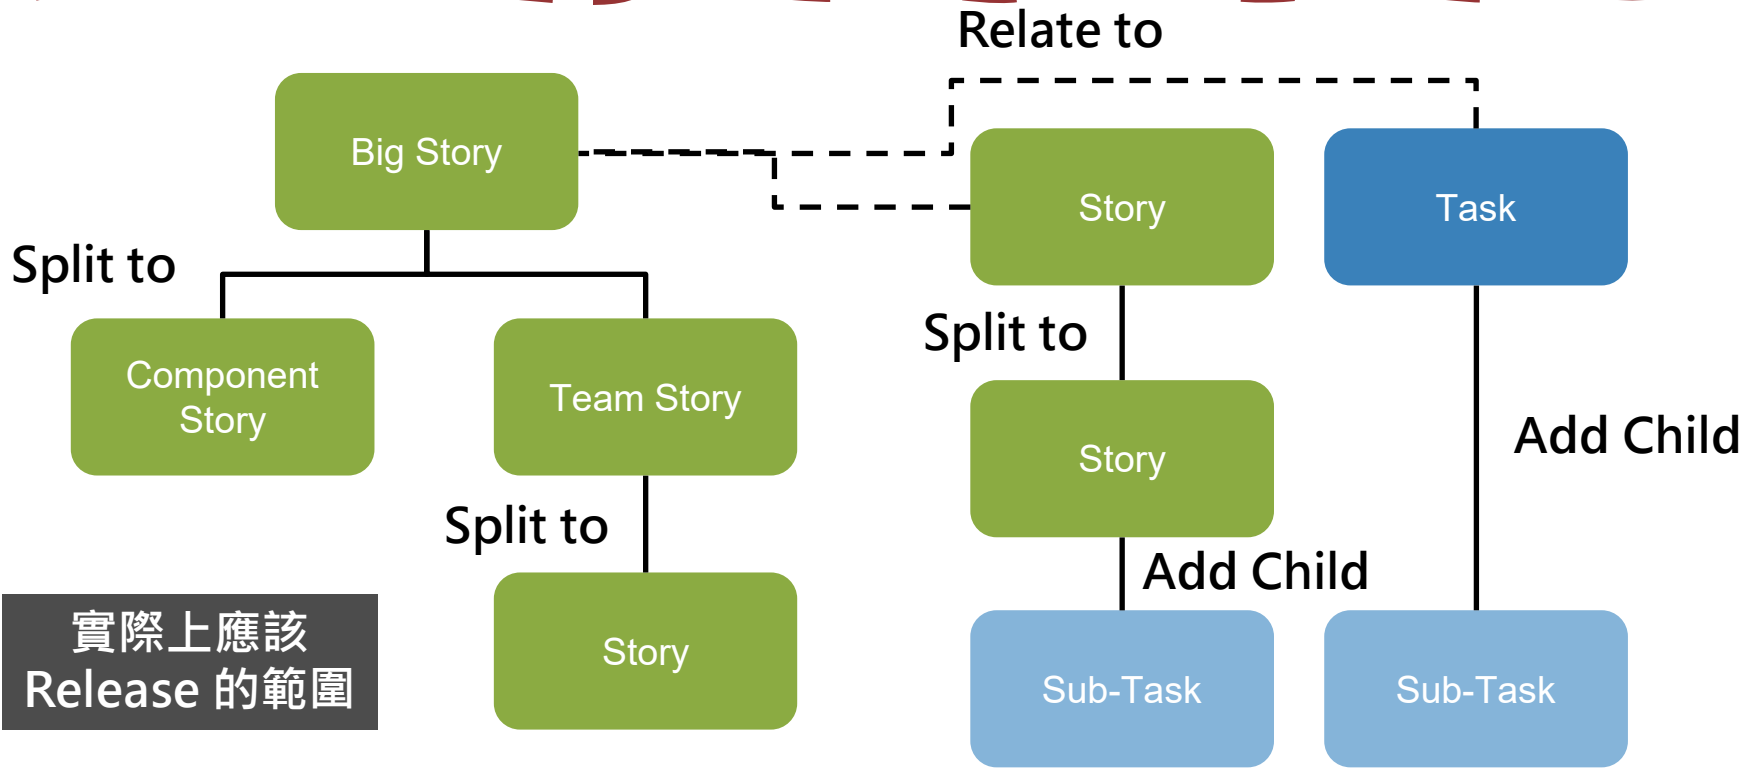 Relate to
Big Story
Story
Task
Split to
Split to
Component
Story
Team Story
Add Child
Story
Split to
Add Child
實際上應該
Release 的範圍
Story
Sub-Task
Sub-Task